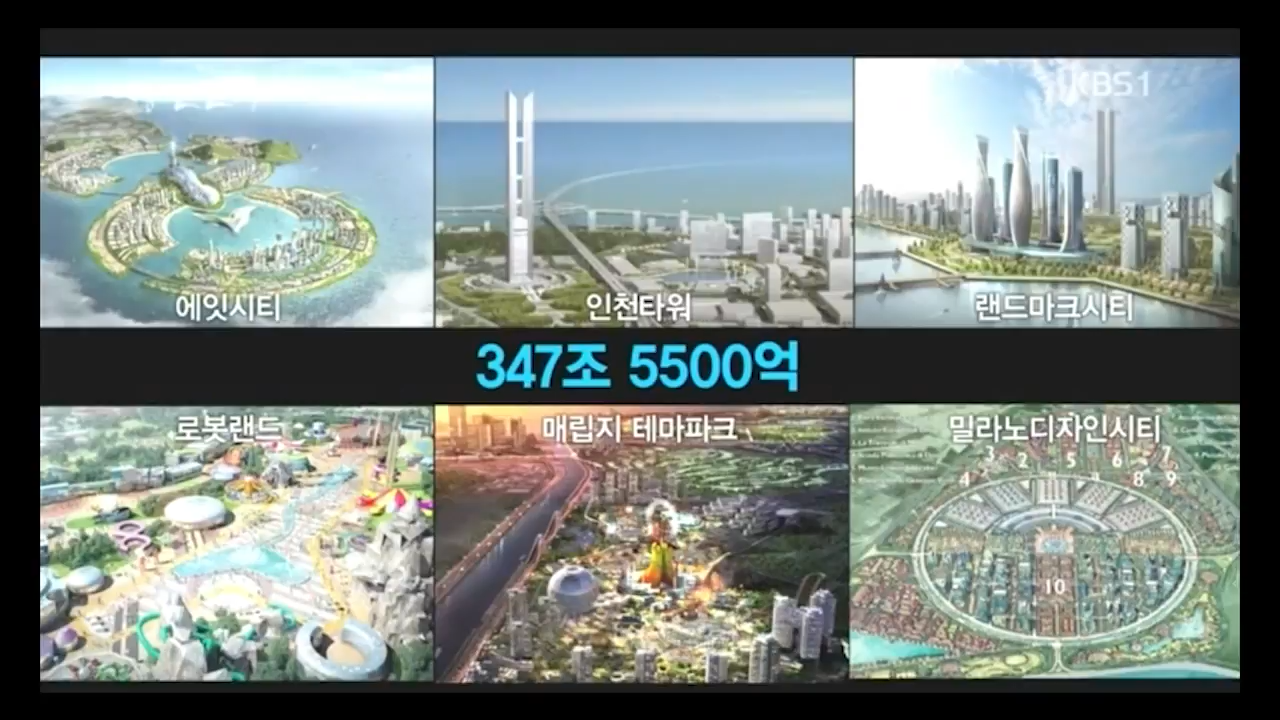 KBS1
에잇시티
인천타워
랜드마크시티
347조 5500억
로봇랜드
매립지 테마파크
밀라노디자인시티
3
2
5
6
7
4
8
9
10